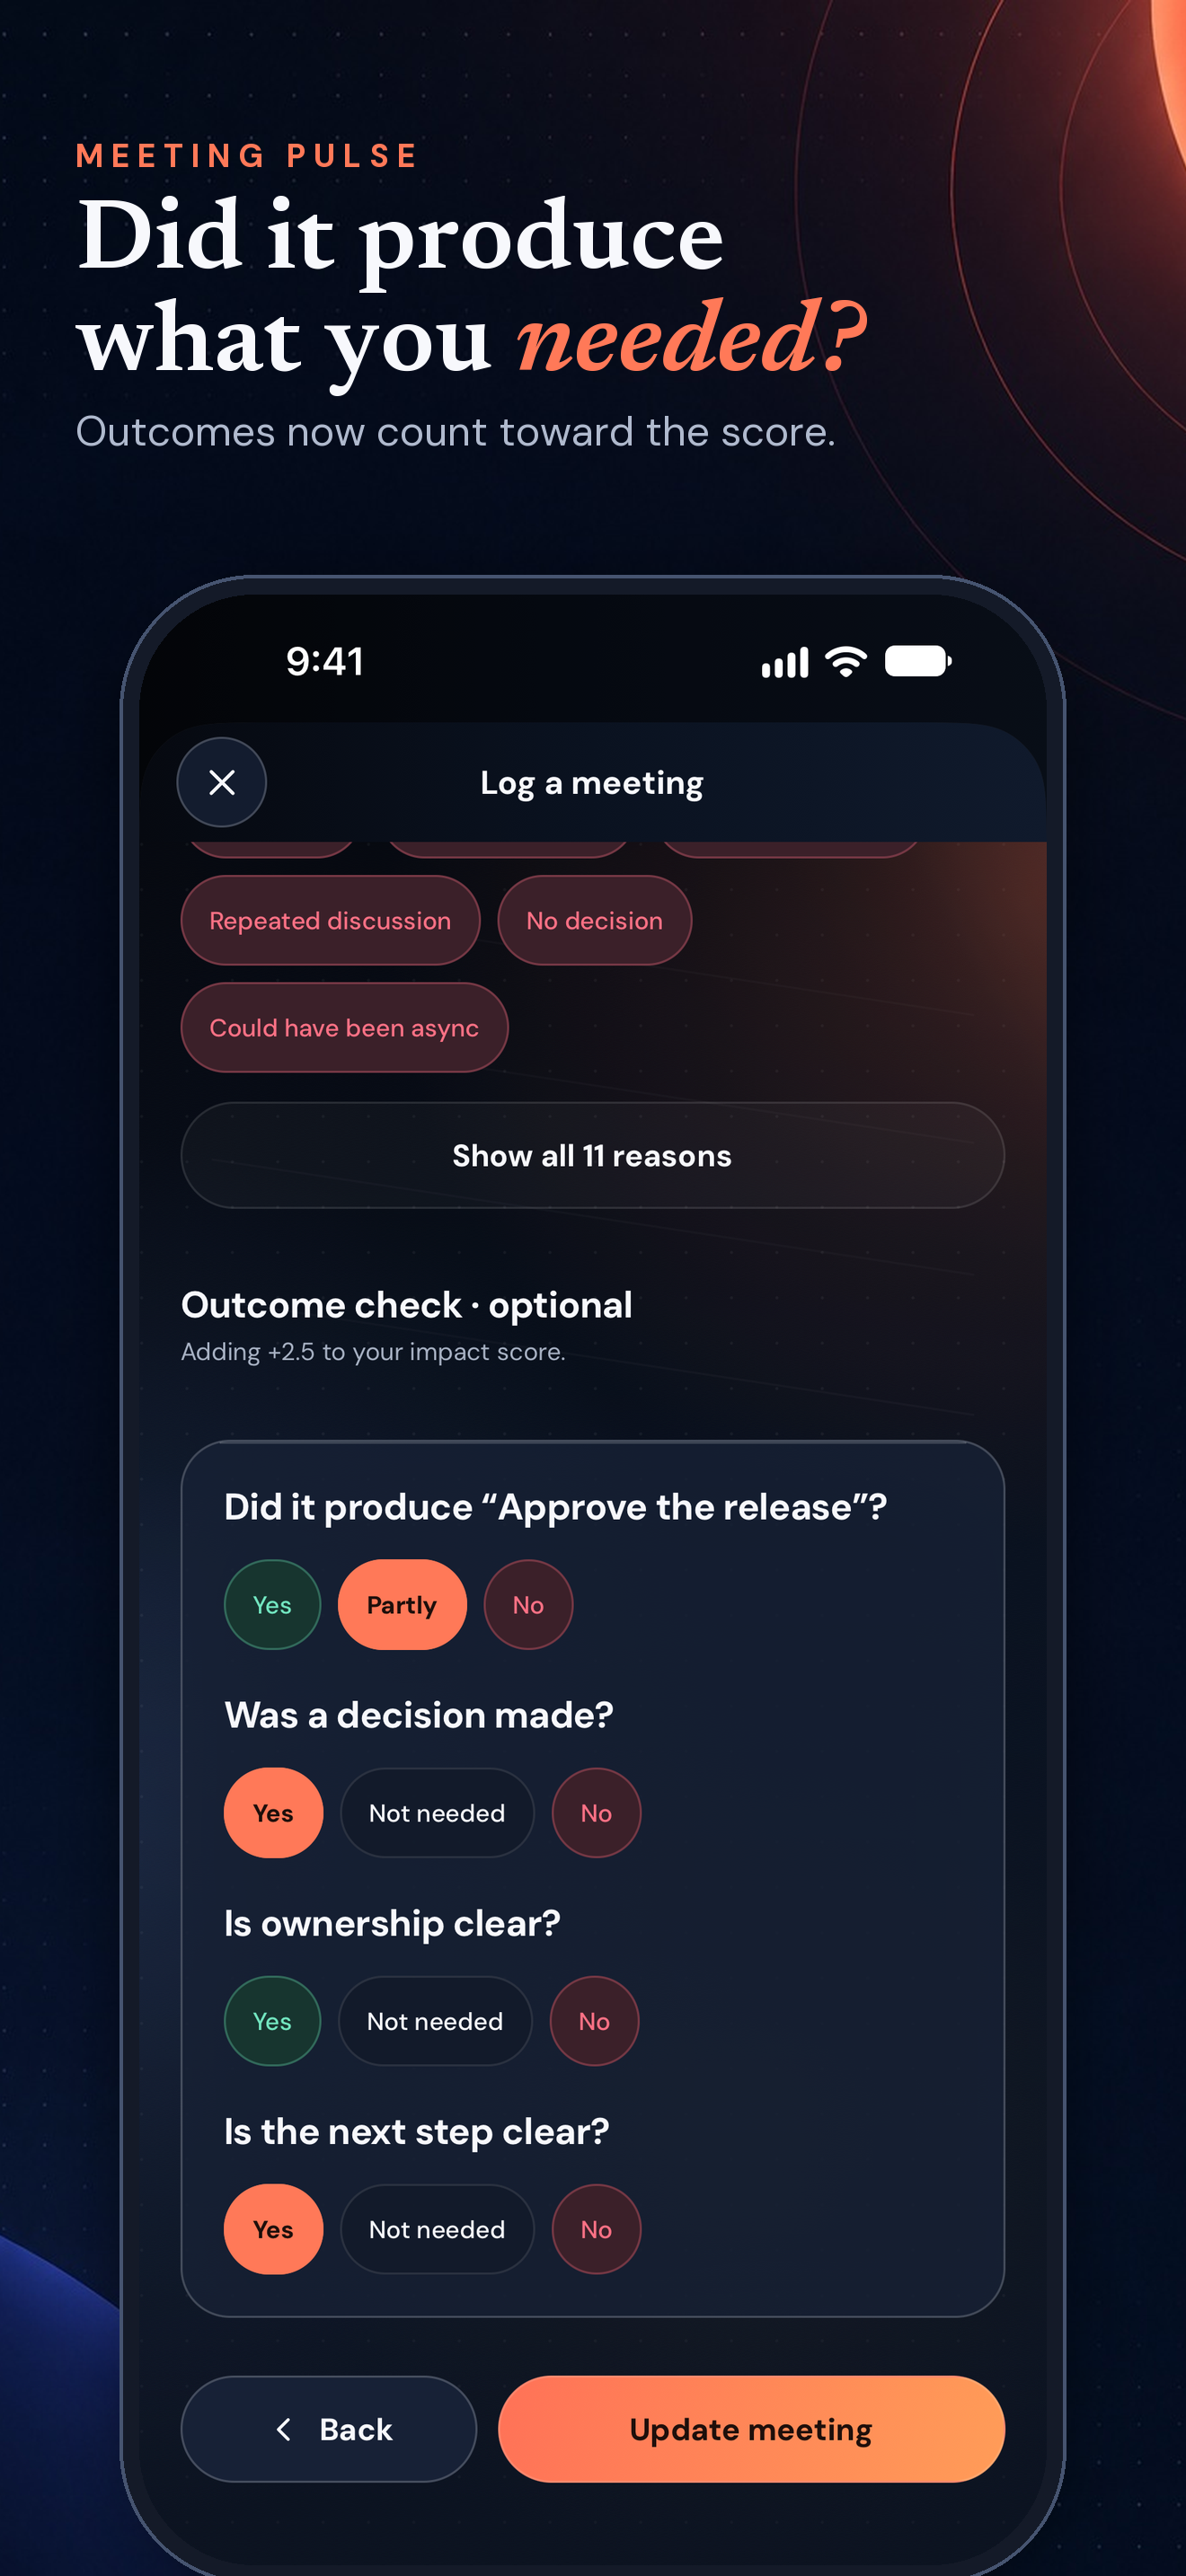 MEETING PULSE
Did it produce
what you needed?
Outcomes now count toward the score.
9:41
Log a meeting
Repeated discussion No decision
Could have been async
Show all 11 reasons
Outcome check · optional
Adding +2.5 to your impact score.
Did it produce “Approve the release”?
Yes Partly No
Was a decision made?
Yes Not needed No
Is ownership clear?
Yes Not needed No
Is the next step clear?
Yes Not needed No
Back Update meeting